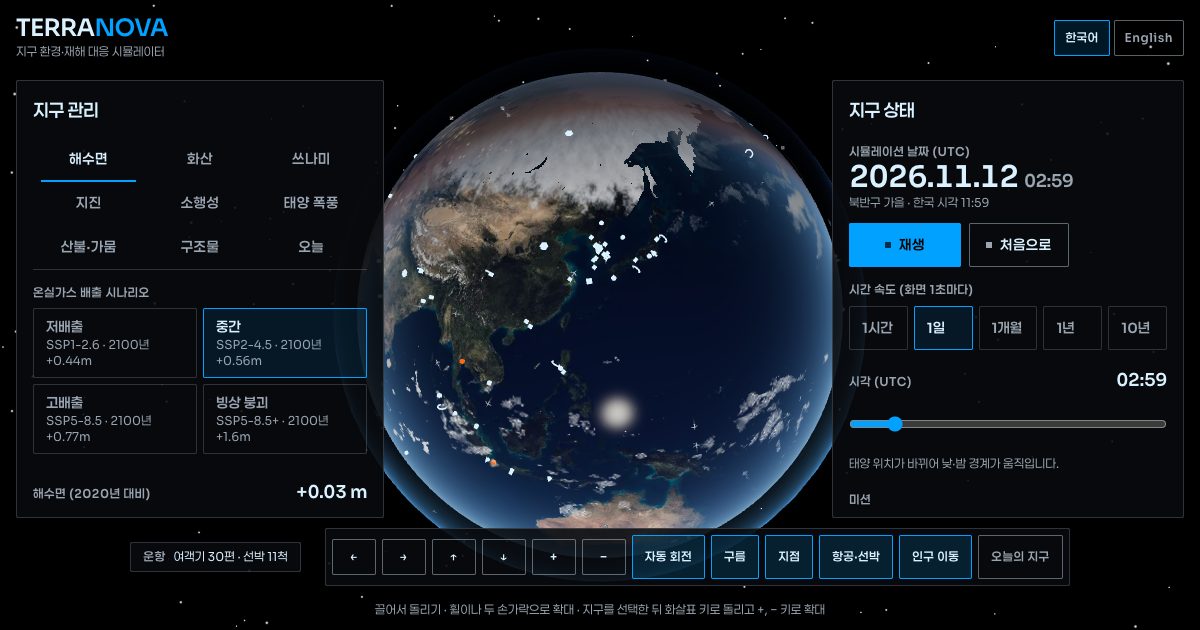 TERRANOVA
지구 환경·재해 대응 시뮬레이터
한국어
English
지구 관리
해수면
화산
쓰나미
지진
소행성
태양 폭풍
산불·가뭄
구조물
오늘
온실가스 배출 시나리오
저배출
SSP1-2.6 · 2100년
+0.44m
중간
SSP2-4.5 · 2100년
+0.56m
고배출
SSP5-8.5 · 2100년
+0.77m
빙상 붕괴
SSP5-8.5+ · 2100년
+1.6m
해수면 (2020년 대비)
+0.03 m
지구 상태
시뮬레이션 날짜 (UTC)
2026.11.12 02:59
북반구 가을 · 한국 시각 11:59
재생
처음으로
시간 속도 (화면 1초마다)
1시간
1일
1개월
1년
10년
시각 (UTC)
02:59
태양 위치가 바뀌어 낮·밤 경계가 움직입니다.
미션
운항 여객기 30편 · 선박 11척
←
→
↑
↓
+
−
자동 회전
구름
지점
항공·선박
인구 이동
오늘의 지구
끌어서 돌리기 · 휠이나 두 손가락으로 확대 · 지구를 선택한 뒤 화살표 키로 돌리고 +, − 키로 확대